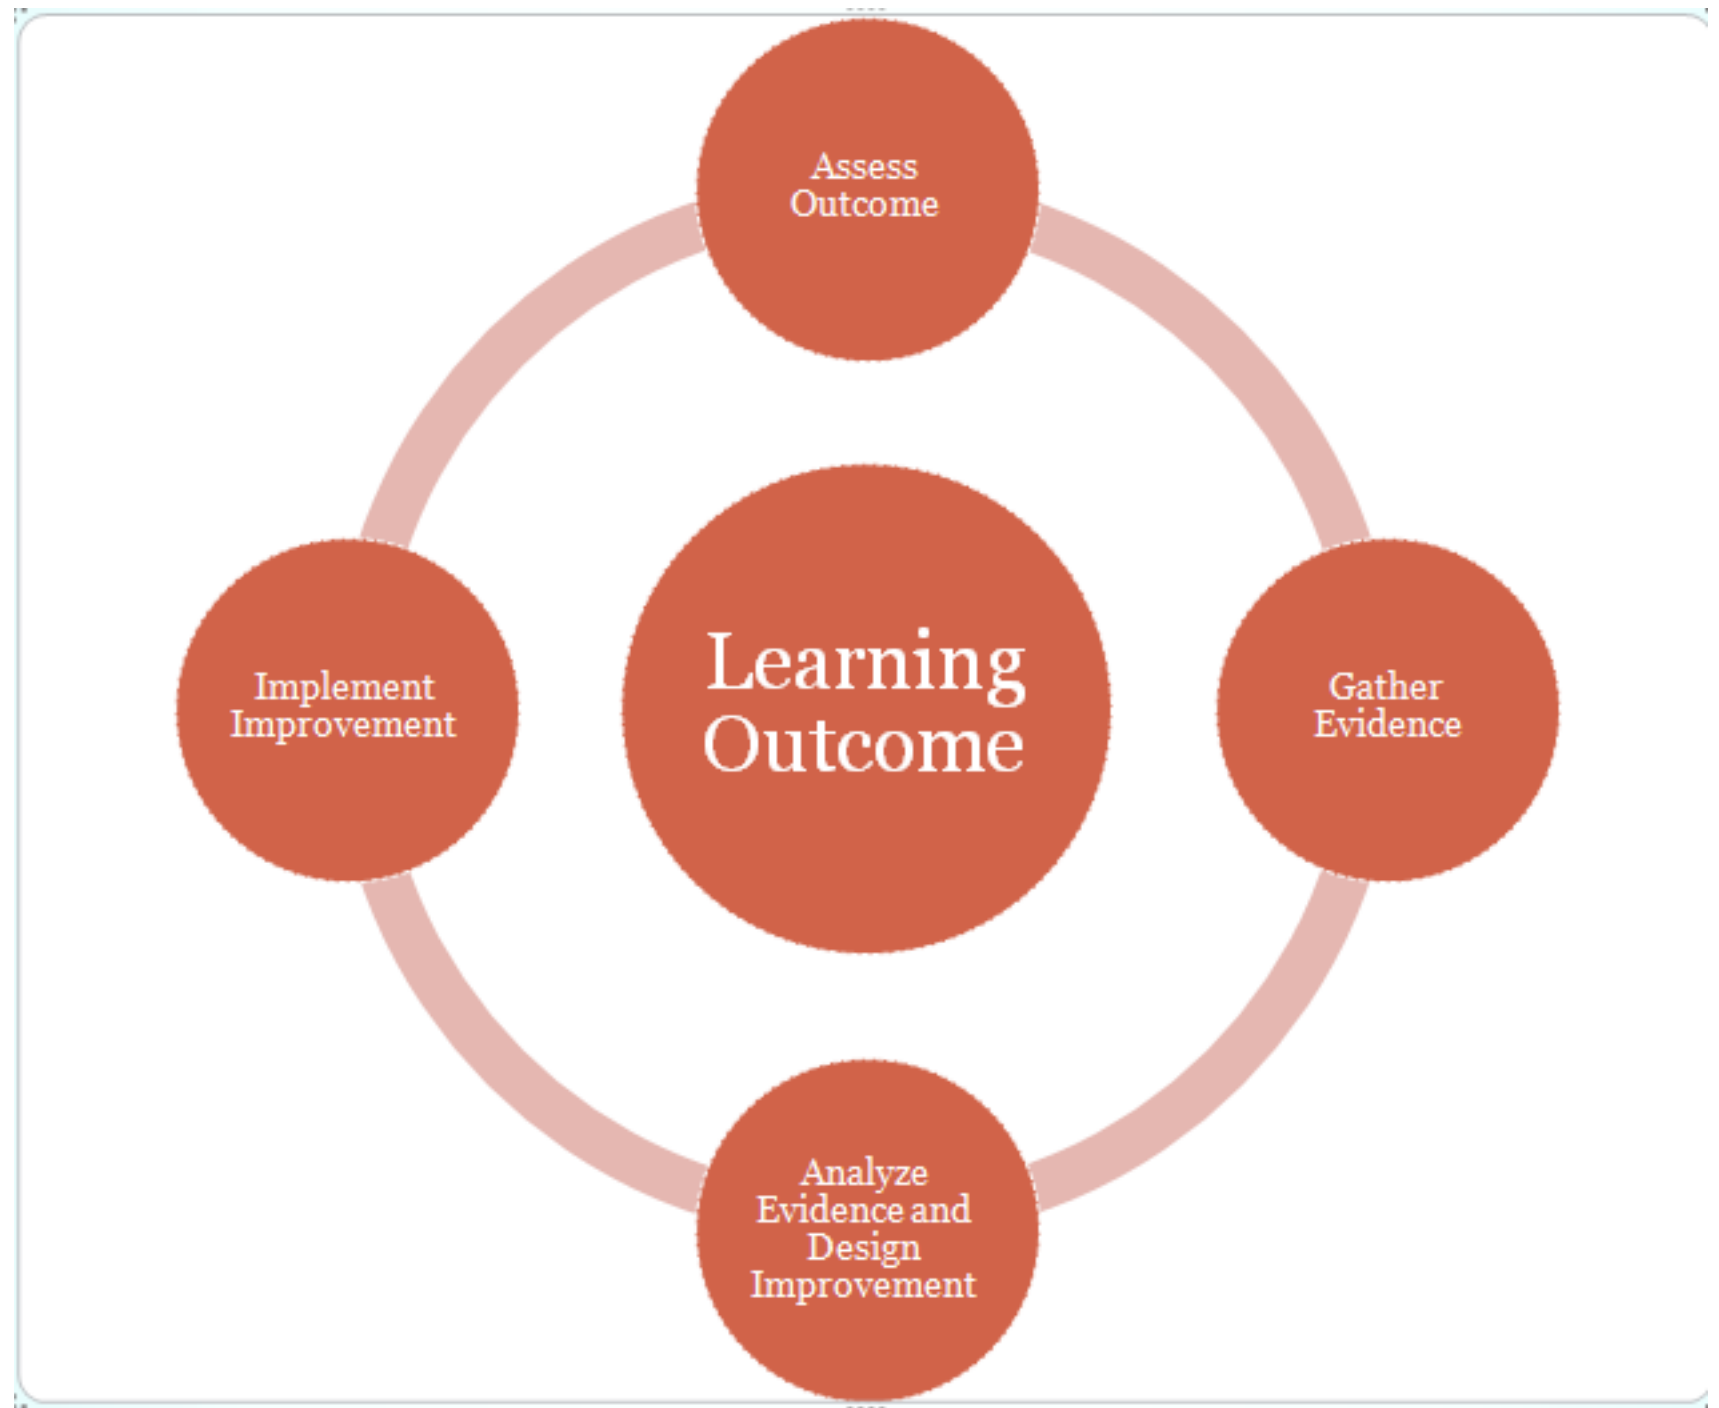 Assess
Outcome
Implement
Improvement
Learning
Outcome
Gather
Evidence
Analyze
Evidence and
Design
Improvement